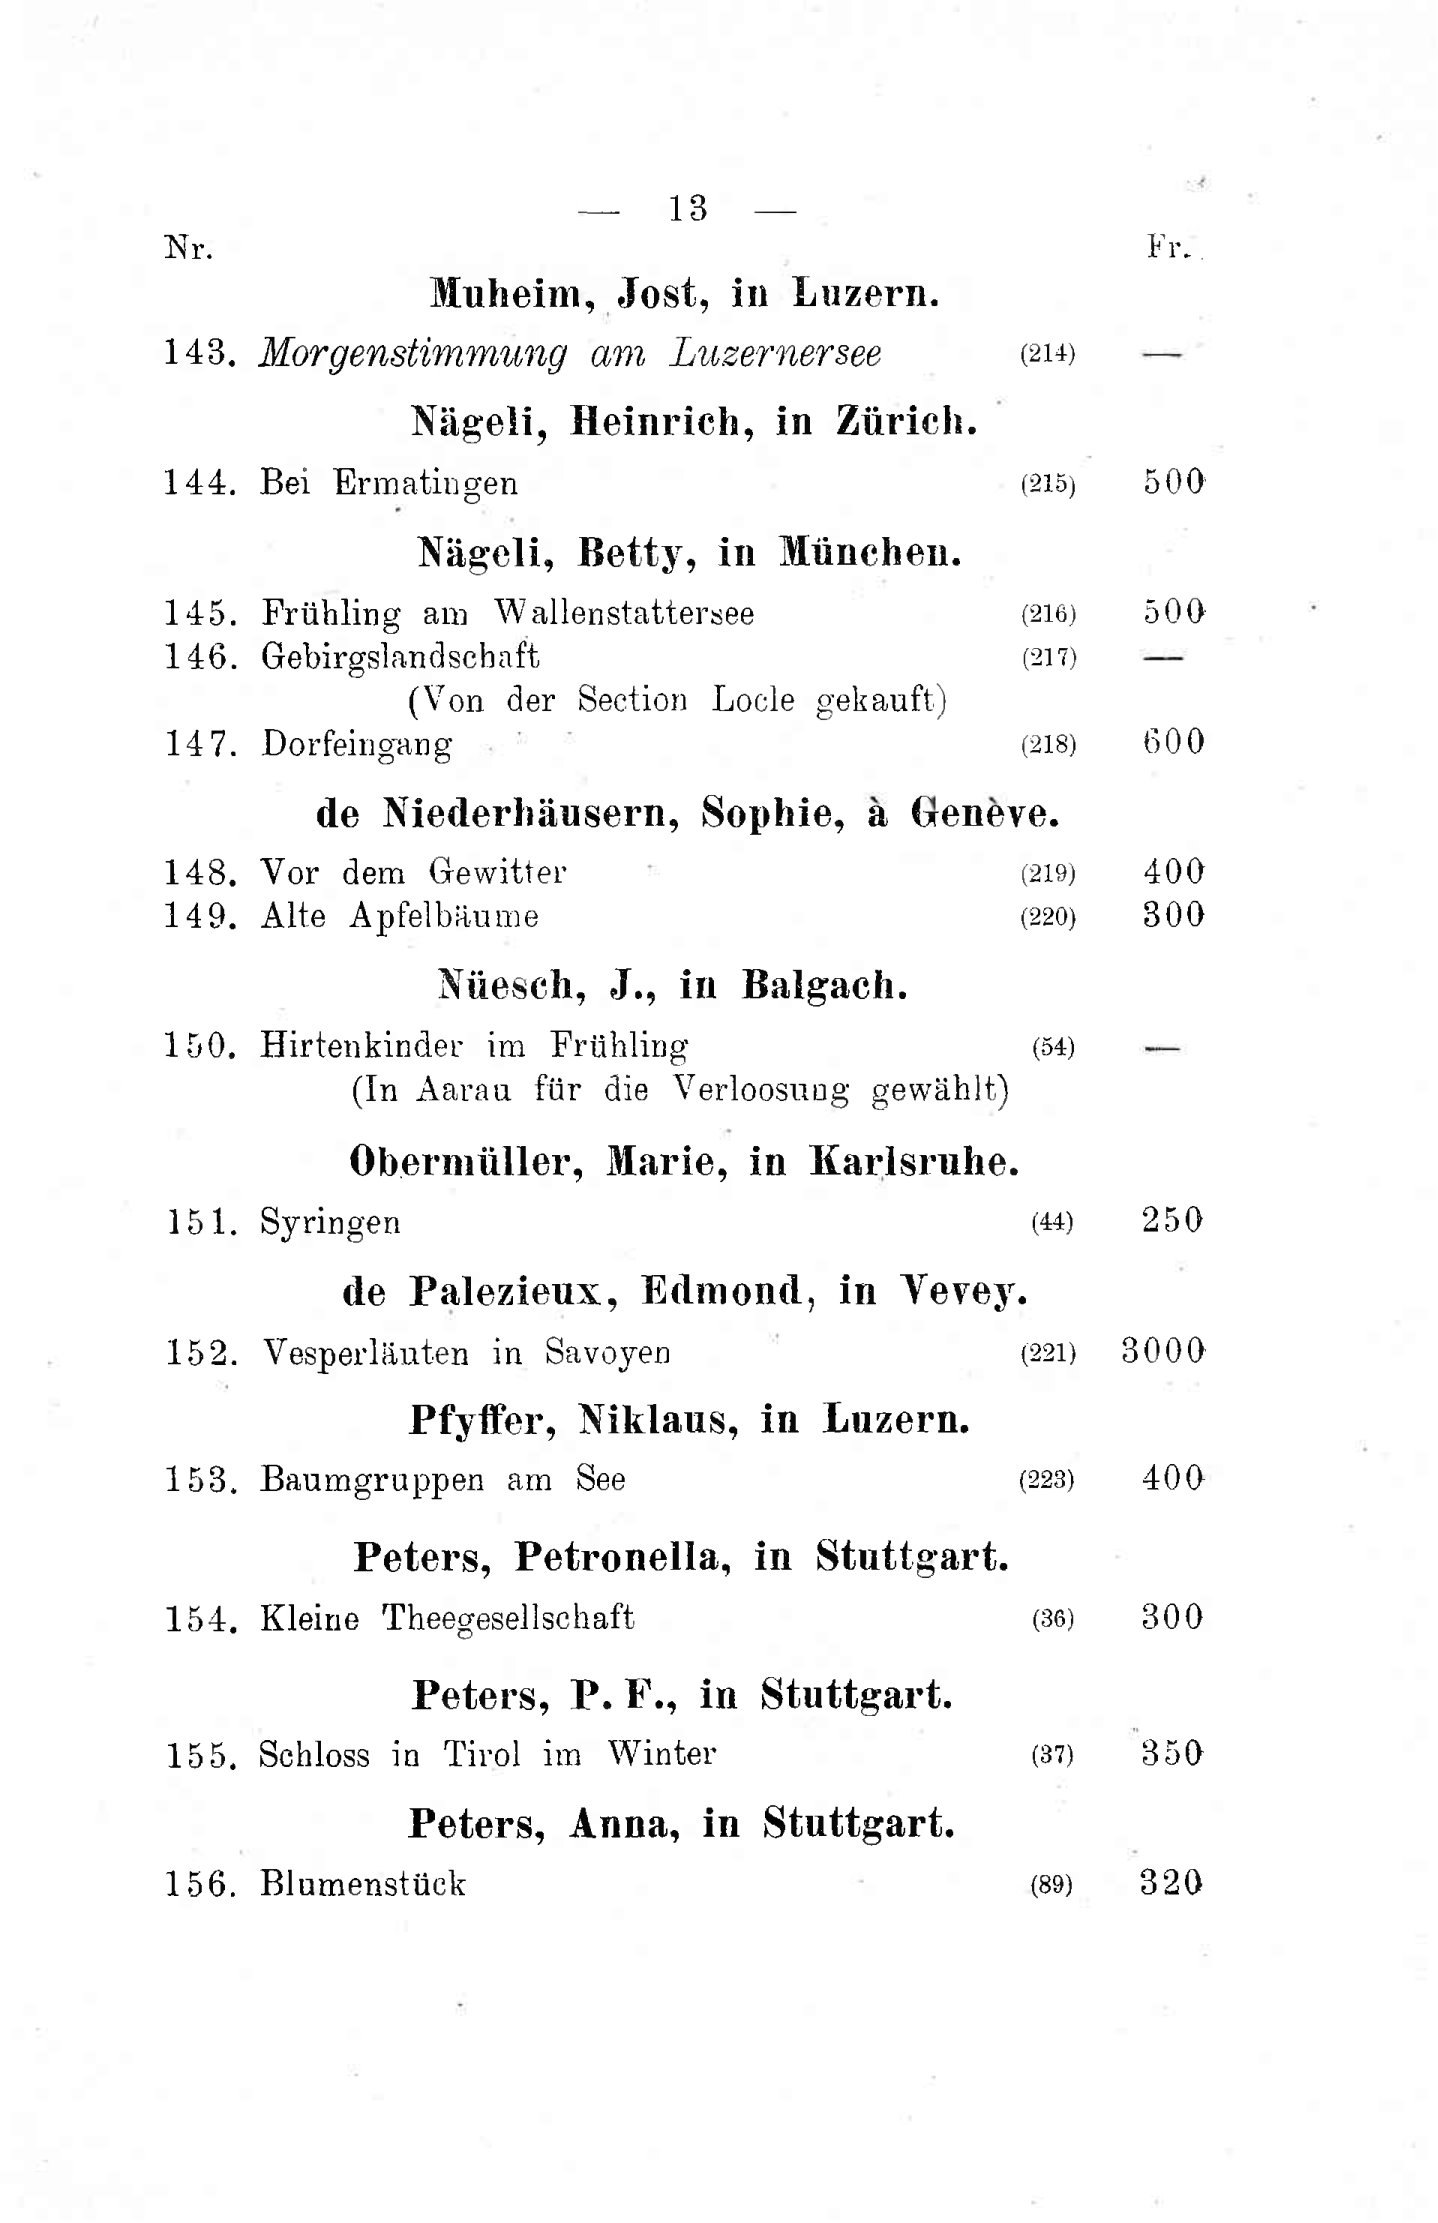 — 13 —
Nr. Fr.
Muheim, Jost, in Luzern.
143. Morgenstimmung am Luzernersee (214) —
Nägeli, Heinrich, in Zürich.
144. Bei Ermatingen (215) 500
Nägeli, Betty, in München.
145. Frühling am Wallenstattersee (216) 500
146. Gebirgslandschaft (217) —
(Von der Section Locle gekauft)
147. Dorfeingang (218) 600
de Niederhäusern, Sophie, à Genève.
148. Vor dem Gewitter (219) 400
149. Alte Apfelbäume (220) 300
Nüesch, J., in Balgach.
150. Hirtenkinder im Frühling (54) —
(In Aarau für die Verloosung gewählt)
Obermüller, Marie, in Karlsruhe.
151. Syringen (44) 250
de Palezieux, Edmond, in Vevey.
152. Vesperläuten in Savoyen (221) 3000
Pfyffer, Niklaus, in Luzern.
153. Baumgruppen am See (223) 400
Peters, Petronella, in Stuttgart.
154. Kleine Theegesellschaft (36) 300
Peters, P. F., in Stuttgart.
155. Schloss in Tirol im Winter (37) 350
Peters, Anna, in Stuttgart.
156. Blumenstück (89) 320